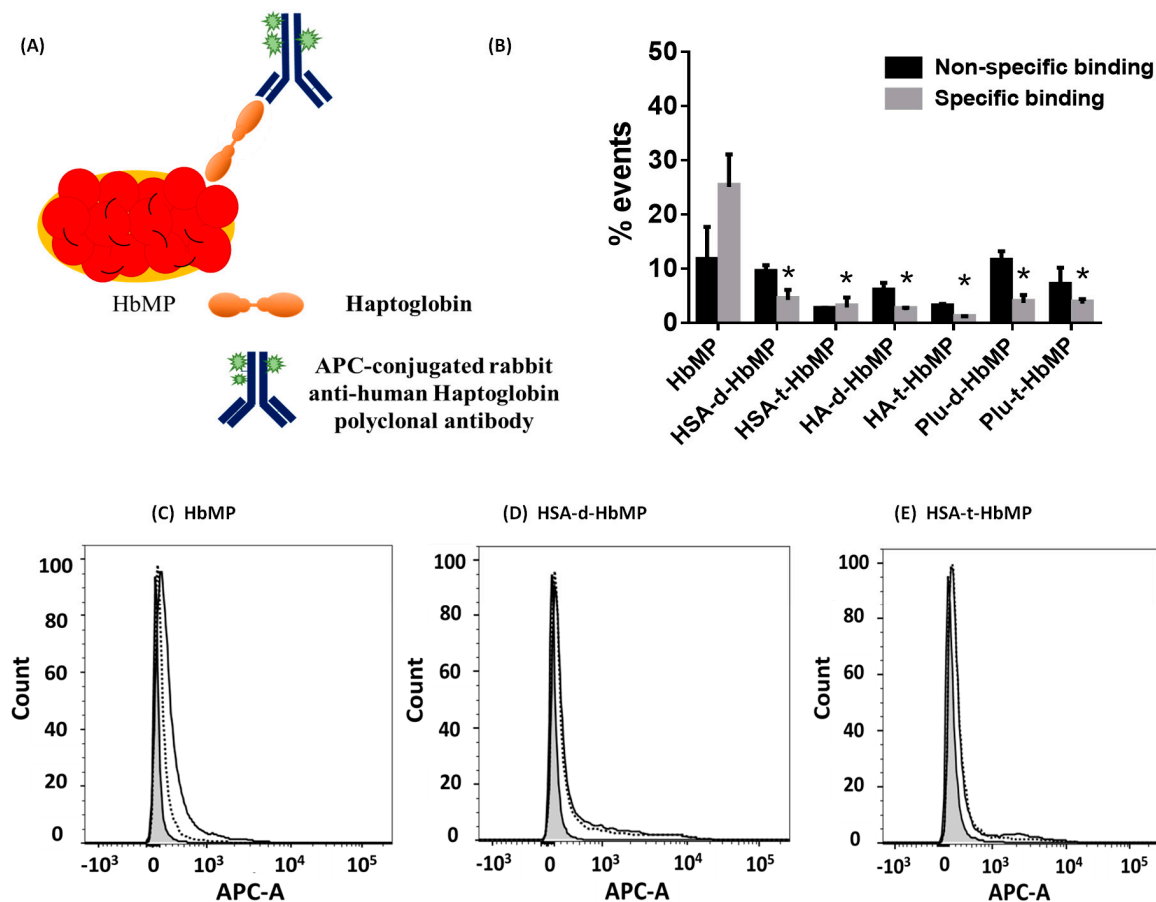 (A)
HbMP
Haptoglobin
APC-conjugated rabbit
anti-human Haptoglobin
polyclonal antibody
(B)
50
40
30
20
10
0
% events
Non-specific binding
Specific binding
* * * * * *
HbMP
HSA-d-HbMP
HSA-t-HbMP
HA-d-HbMP
HA-t-HbMP
Plu-d-HbMP
Plu-t-HbMP
(C) HbMP
100
80
60
40
20
0
Count
-10³ 0 10³ 10⁴ 10⁵
APC-A
(D) HSA-d-HbMP
100
80
60
40
20
0
Count
-10³ 0 10³ 10⁴ 10⁵
APC-A
(E) HSA-t-HbMP
100
80
60
40
20
0
Count
-10³ 0 10³ 10⁴ 10⁵
APC-A